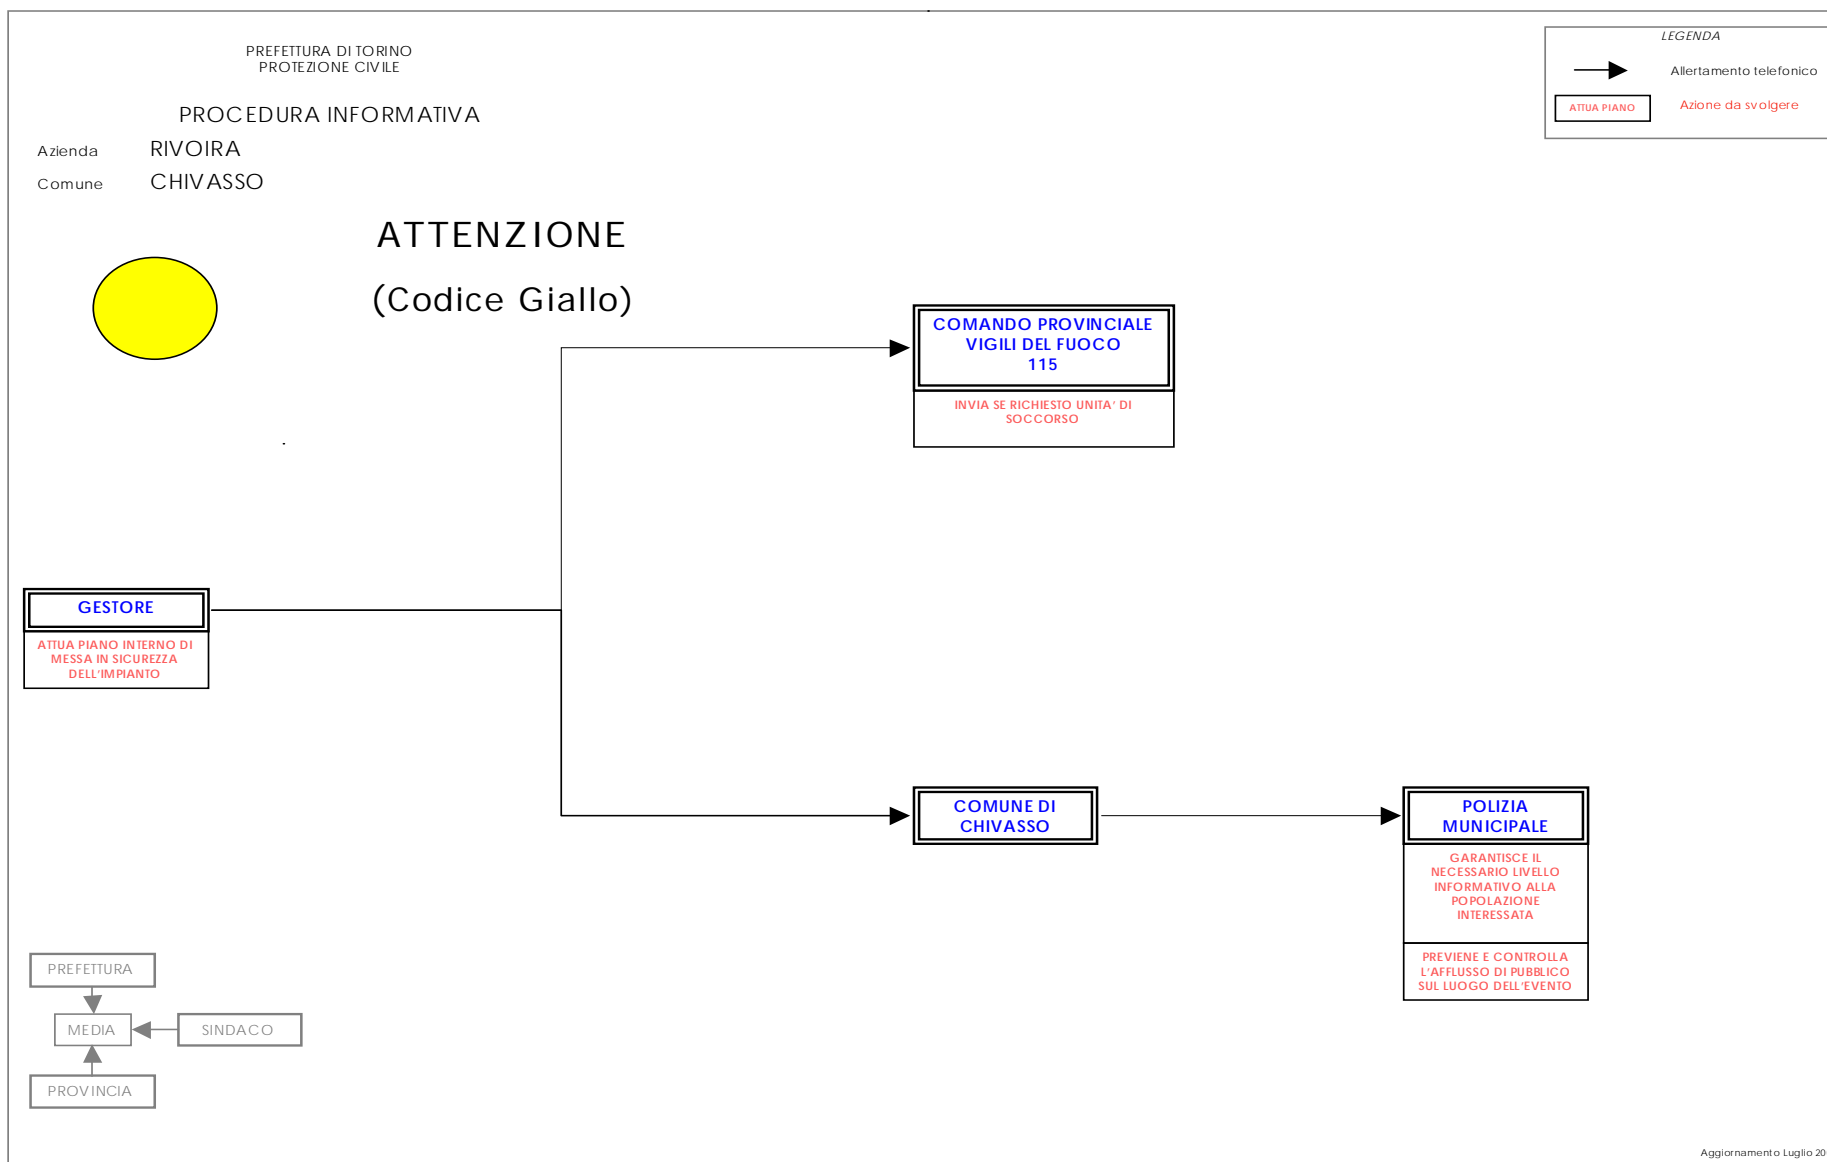 PREFETTURA DI TORINO
PROTEZIONE CIVILE
PROCEDURA INFORMATIVA
Azienda RIVOIRA
Comune CHIVASSO
ATTENZIONE
(Codice Giallo)
LEGENDA
Allertamento telefonico
ATTUA PIANO Azione da svolgere
COMANDO PROVINCIALE
VIGILI DEL FUOCO
115
INVIA SE RICHIESTO UNITA' DI
SOCCORSO
GESTORE
ATTUA PIANO INTERNO DI
MESSA IN SICUREZZA
DELL'IMPIANTO
COMUNE DI
CHIVASSO
POLIZIA
MUNICIPALE
GARANTISCE IL
NECESSARIO LIVELLO
INFORMATIVO ALLA
POPOLAZIONE
INTERESSATA
PREVIENE E CONTROLLA
L'AFFLUSSO DI PUBBLICO
SUL LUOGO DELL'EVENTO
PREFETTURA
MEDIA
SINDACO
PROVINCIA
Aggiornamento Luglio